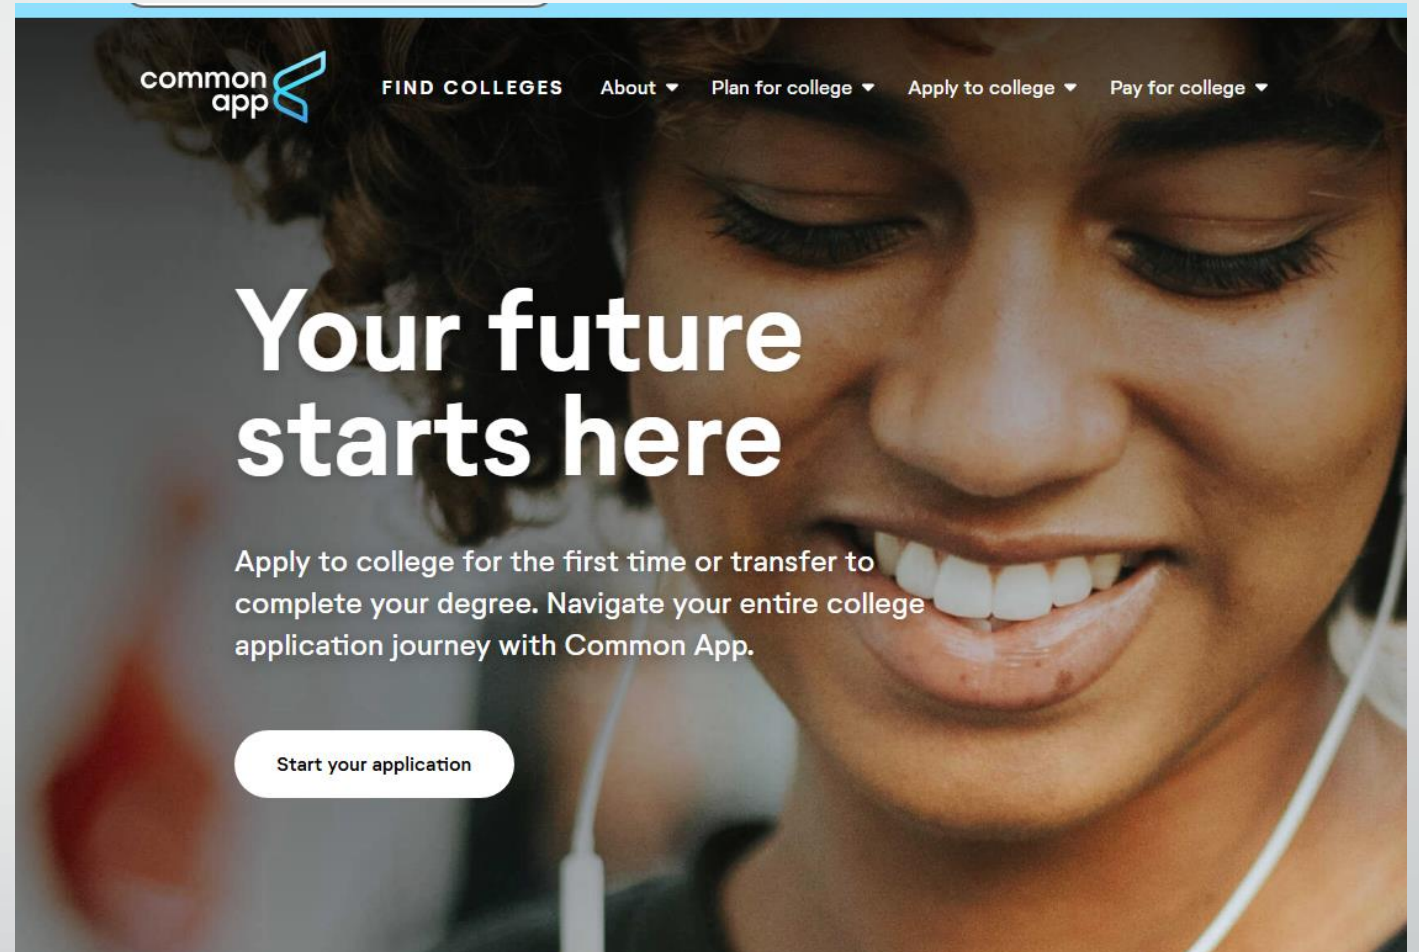 common
app
FIND COLLEGES About Plan for college Apply to college Pay for college
Your future
starts here
Apply to college for the first time or transfer to
complete your degree. Navigate your entire college
application journey with Common App.
Start your application